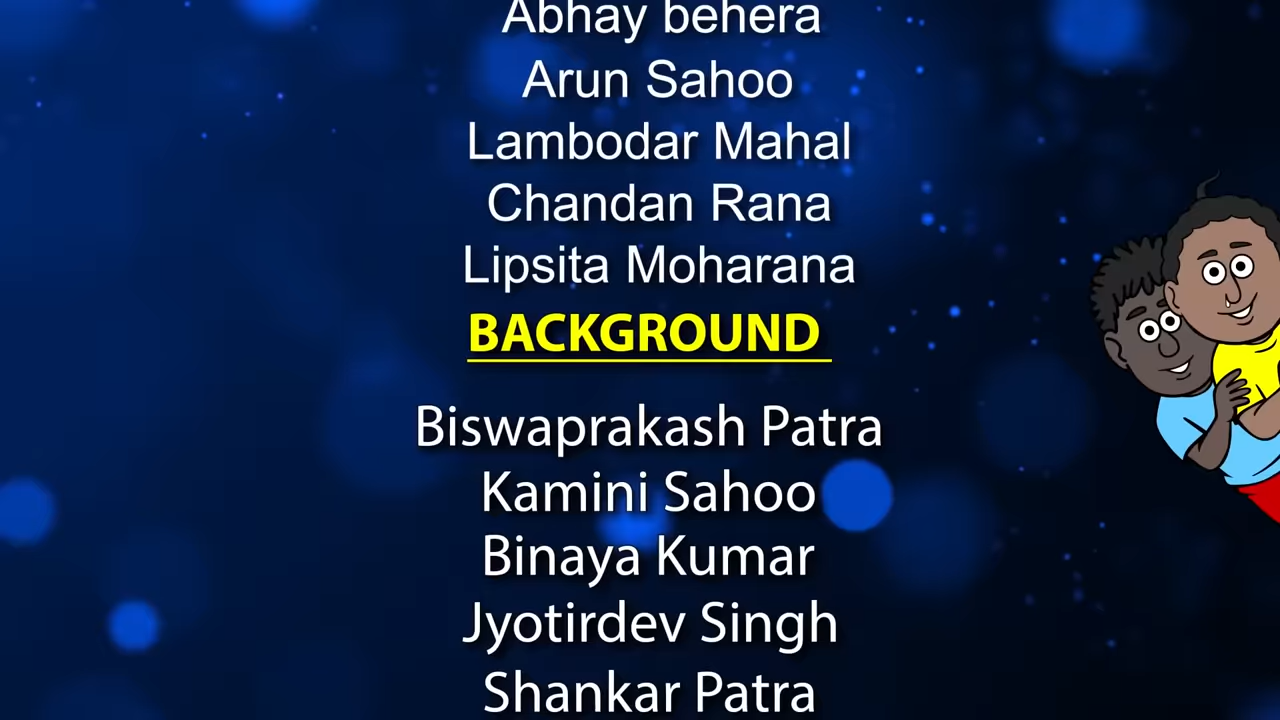 Abhay behera
Arun Sahoo
Lambodar Mahal
Chandan Rana
Lipsita Moharana
BACKGROUND
Biswaprakash Patra
Kamini Sahoo
Binaya Kumar
Jyotirdev Singh
Shankar Patra